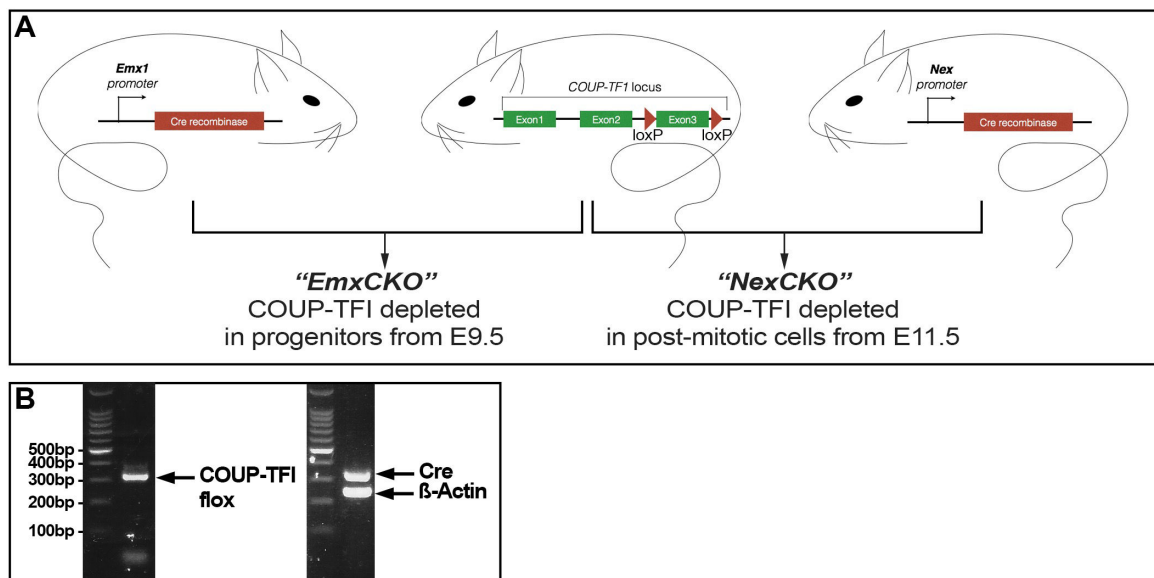 A
Emx1
promoter
Cre recombinase
COUP-TF1 locus
Exon1
Exon2
Exon3
loxP
loxP
Nex
promoter
Cre recombinase
“EmxCKO”
COUP-TFI depleted
in progenitors from E9.5
“NexCKO”
COUP-TFI depleted
in post-mitotic cells from E11.5
B
500bp
400bp
300bp
200bp
100bp
COUP-TFI
flox
Cre
ß-Actin